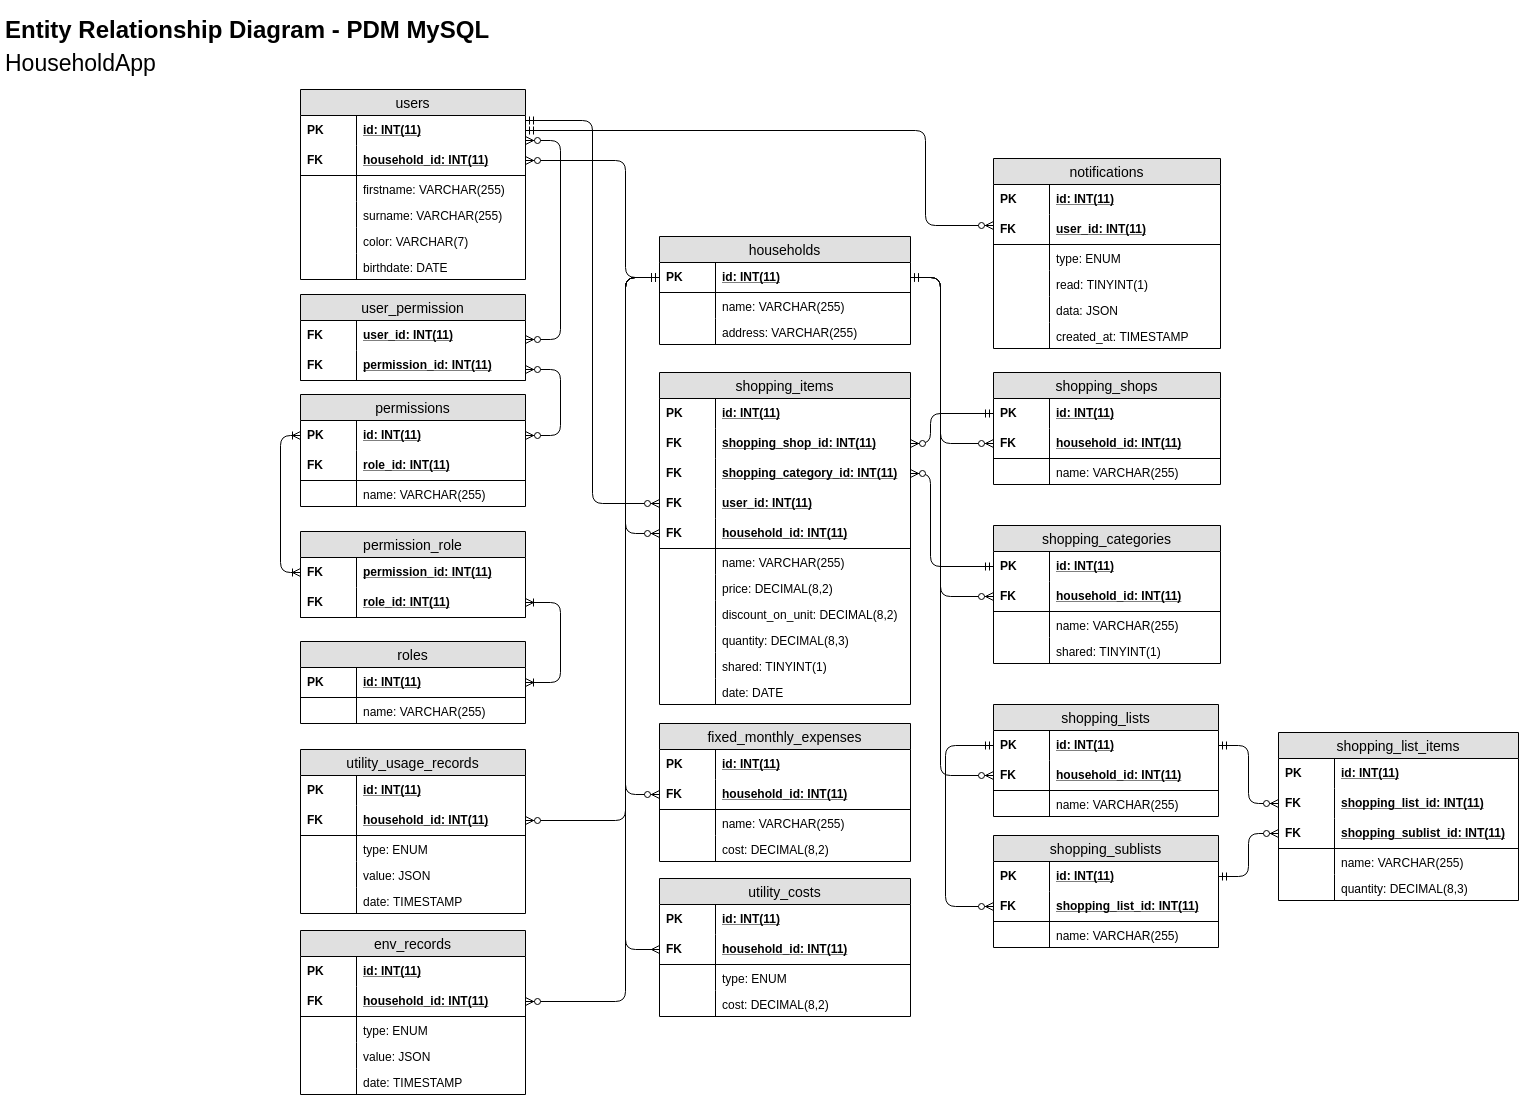 Entity Relationship Diagram - PDM MySQL
HouseholdApp
users
PK id: INT(11)
FK household_id: INT(11)
firstname: VARCHAR(255)
surname: VARCHAR(255)
color: VARCHAR(7)
birthdate: DATE
user_permission
FK user_id: INT(11)
FK permission_id: INT(11)
permissions
PK id: INT(11)
FK role_id: INT(11)
name: VARCHAR(255)
permission_role
FK permission_id: INT(11)
FK role_id: INT(11)
roles
PK id: INT(11)
name: VARCHAR(255)
utility_usage_records
PK id: INT(11)
FK household_id: INT(11)
type: ENUM
value: JSON
date: TIMESTAMP
env_records
PK id: INT(11)
FK household_id: INT(11)
type: ENUM
value: JSON
date: TIMESTAMP
households
PK id: INT(11)
name: VARCHAR(255)
address: VARCHAR(255)
shopping_items
PK id: INT(11)
FK shopping_shop_id: INT(11)
FK shopping_category_id: INT(11)
FK user_id: INT(11)
FK household_id: INT(11)
name: VARCHAR(255)
price: DECIMAL(8,2)
discount_on_unit: DECIMAL(8,2)
quantity: DECIMAL(8,3)
shared: TINYINT(1)
date: DATE
fixed_monthly_expenses
PK id: INT(11)
FK household_id: INT(11)
name: VARCHAR(255)
cost: DECIMAL(8,2)
utility_costs
PK id: INT(11)
FK household_id: INT(11)
type: ENUM
cost: DECIMAL(8,2)
notifications
PK id: INT(11)
FK user_id: INT(11)
type: ENUM
read: TINYINT(1)
data: JSON
created_at: TIMESTAMP
shopping_shops
PK id: INT(11)
FK household_id: INT(11)
name: VARCHAR(255)
shopping_categories
PK id: INT(11)
FK household_id: INT(11)
name: VARCHAR(255)
shared: TINYINT(1)
shopping_lists
PK id: INT(11)
FK household_id: INT(11)
name: VARCHAR(255)
shopping_sublists
PK id: INT(11)
FK shopping_list_id: INT(11)
name: VARCHAR(255)
shopping_list_items
PK id: INT(11)
FK shopping_list_id: INT(11)
FK shopping_sublist_id: INT(11)
name: VARCHAR(255)
quantity: DECIMAL(8,3)